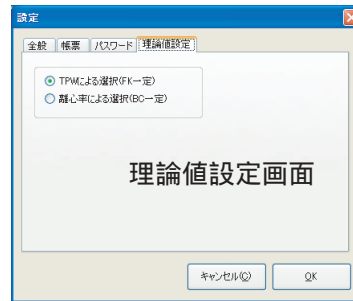 設定
全般 帳票 パスワード 理論値設定
TPWによる選択(FK一定)
離心率による選択(BC一定)
理論値設定画面
キャンセル(C) OK